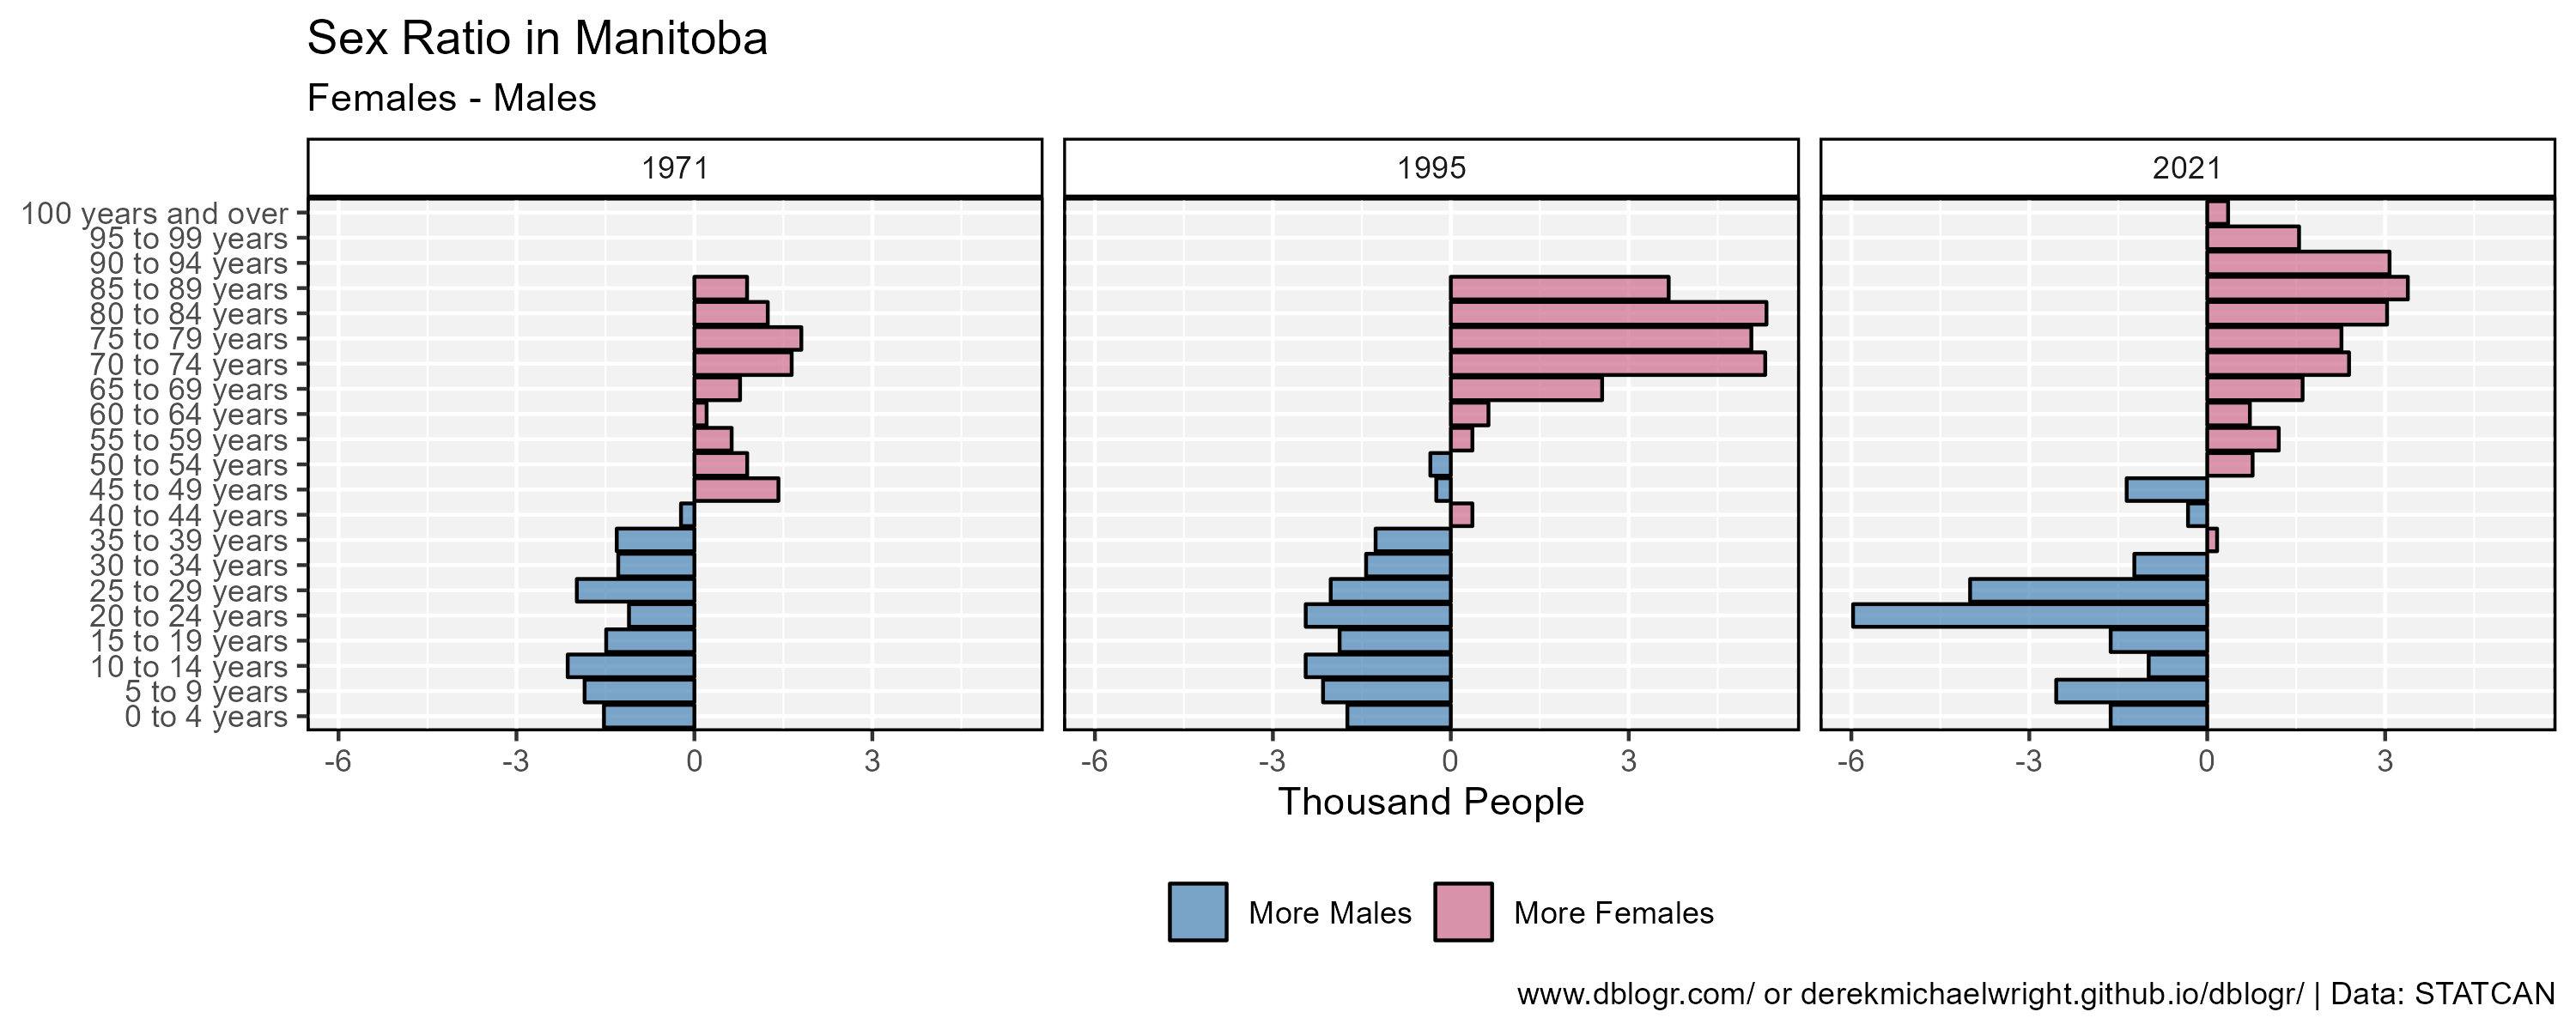 Sex Ratio in Manitoba
Females - Males
1971 1995 2021
100 years and over
95 to 99 years
90 to 94 years
85 to 89 years
80 to 84 years
75 to 79 years
70 to 74 years
65 to 69 years
60 to 64 years
55 to 59 years
50 to 54 years
45 to 49 years
40 to 44 years
35 to 39 years
30 to 34 years
25 to 29 years
20 to 24 years
15 to 19 years
10 to 14 years
5 to 9 years
0 to 4 years
-6 -3 0 3 -6 -3 0 3 -6 -3 0 3
Thousand People
More Males More Females
www.dblogr.com/ or derekmichaelwright.github.io/dblogr/ | Data: STATCAN